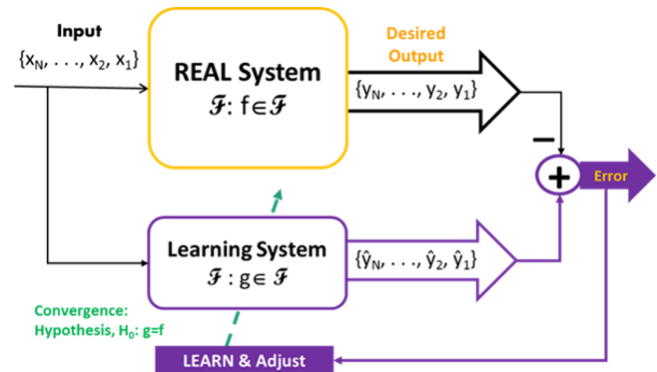 Input
{xN, . . ., x2, x1}
REAL System
ℱ: f∈ℱ
Desired
Output
{yN, . . ., y2, y1}
−
+
Error
Learning System
ℱ : g∈ ℱ
{ŷN, . . ., ŷ2, ŷ1}
Convergence:
Hypothesis, H0: g=f
LEARN & Adjust